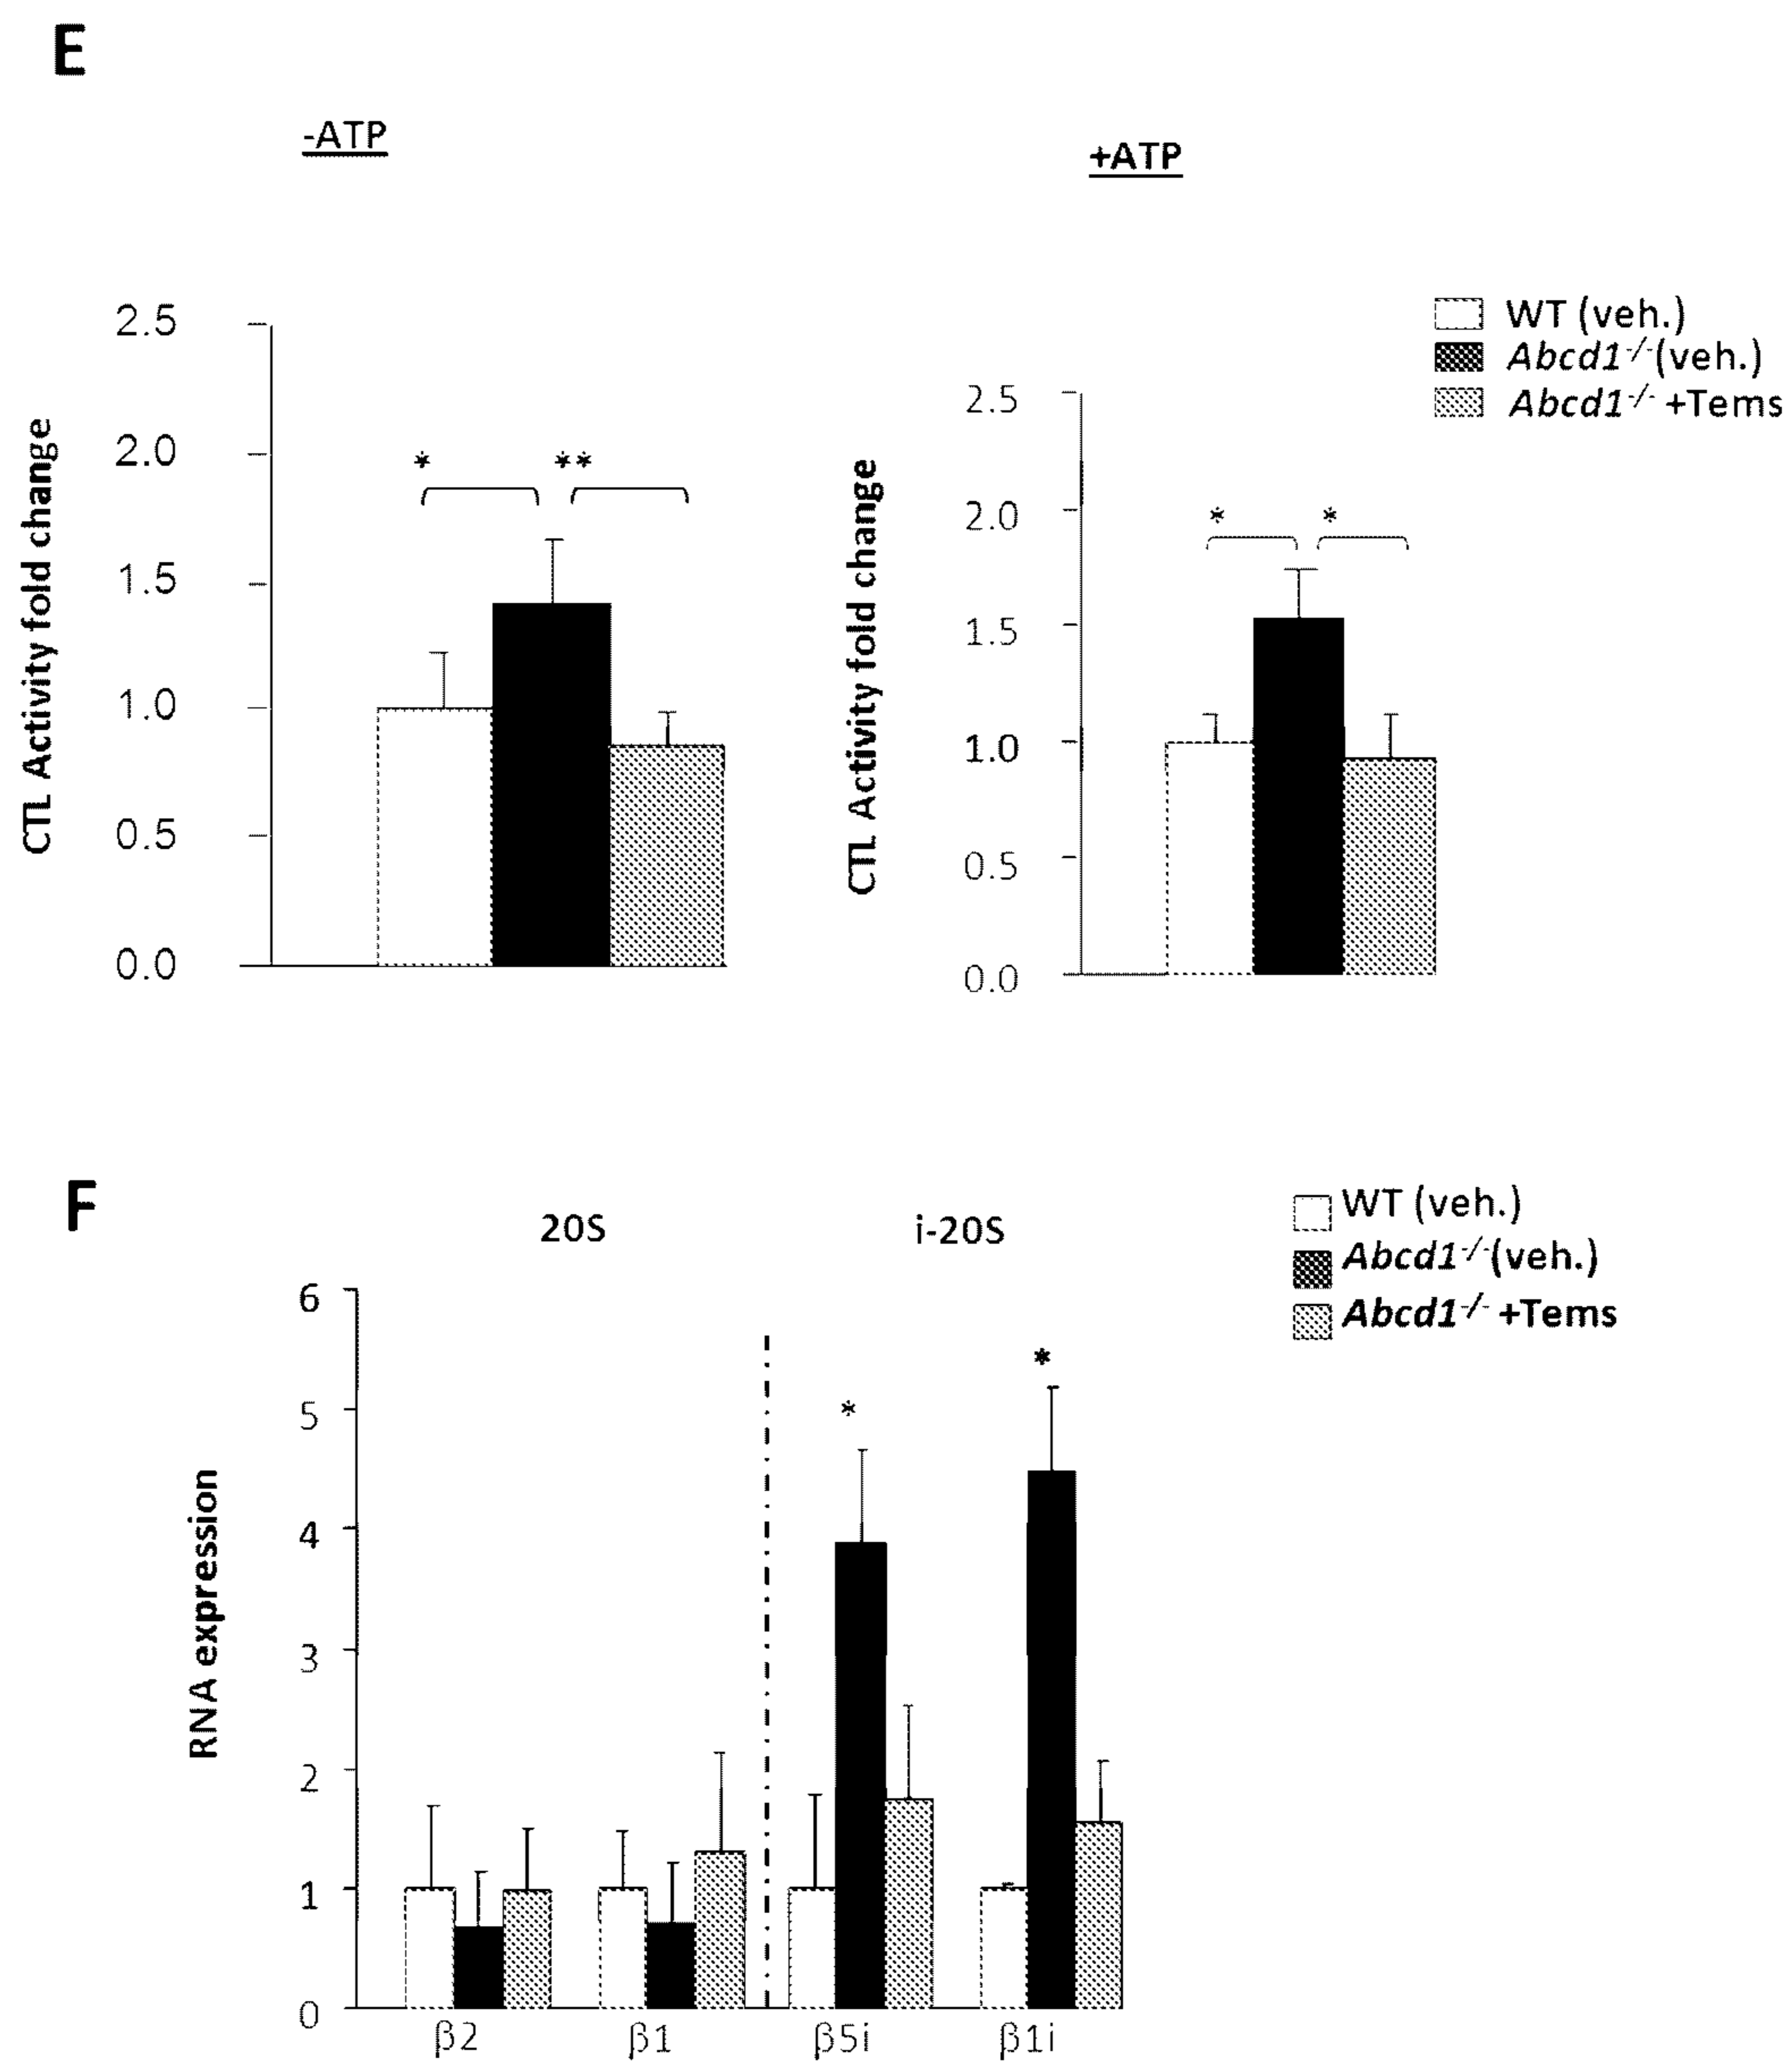 E
-ATP
+ATP
CTL Activity fold change
2.5
2.0
1.5
1.0
0.5
0.0
*
**
CTL Activity fold change
2.5
2.0
1.5
1.0
0.5
0.0
*
*
WT (veh.)
Abcd1-/-(veh.)
Abcd1-/- +Tems
F
20S
i-20S
WT (veh.)
Abcd1-/-(veh.)
Abcd1-/- +Tems
RNA expression
6
5
4
3
2
1
0
*
*
β2
β1
β5i
β1i